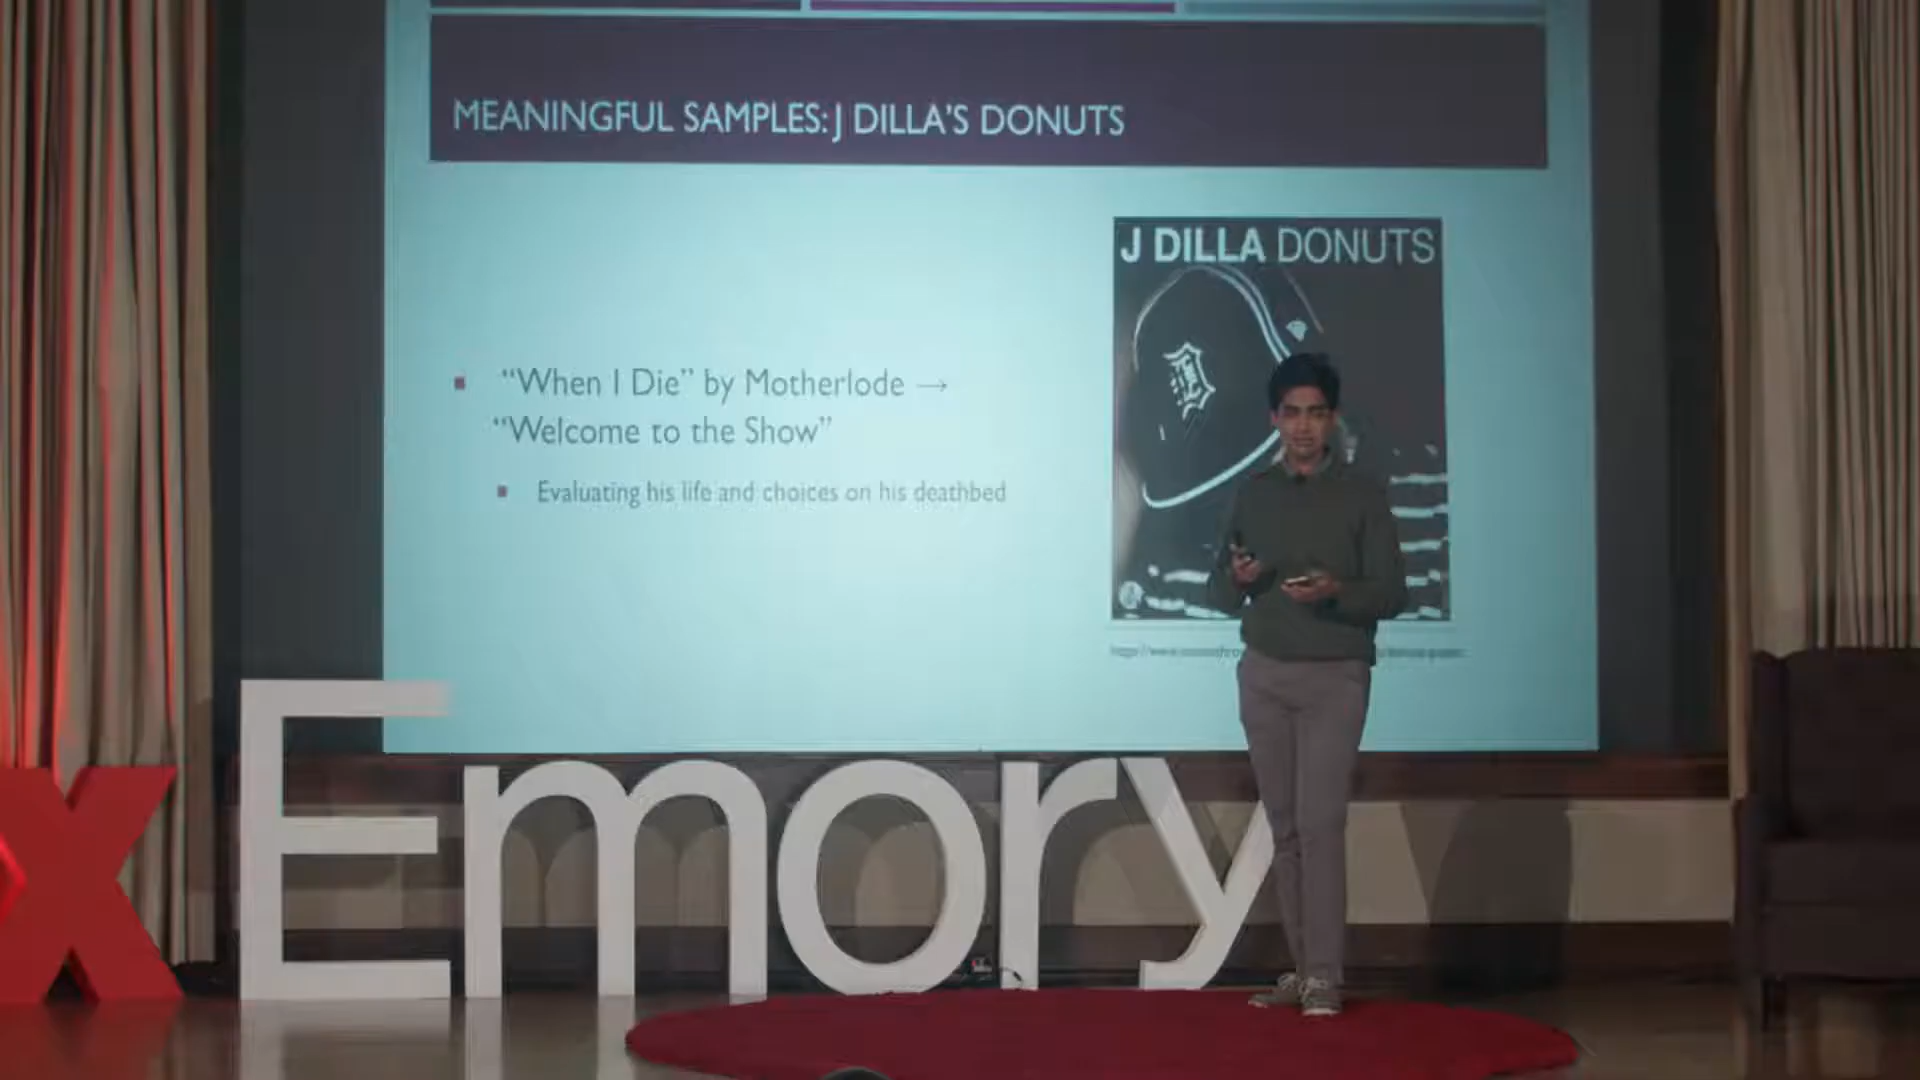 MEANINGFUL SAMPLES: J DILLA'S DONUTS
J DILLA DONUTS
“When I Die” by Motherlode →
“Welcome to the Show”
Evaluating his life and choices on his deathbed
x Emory